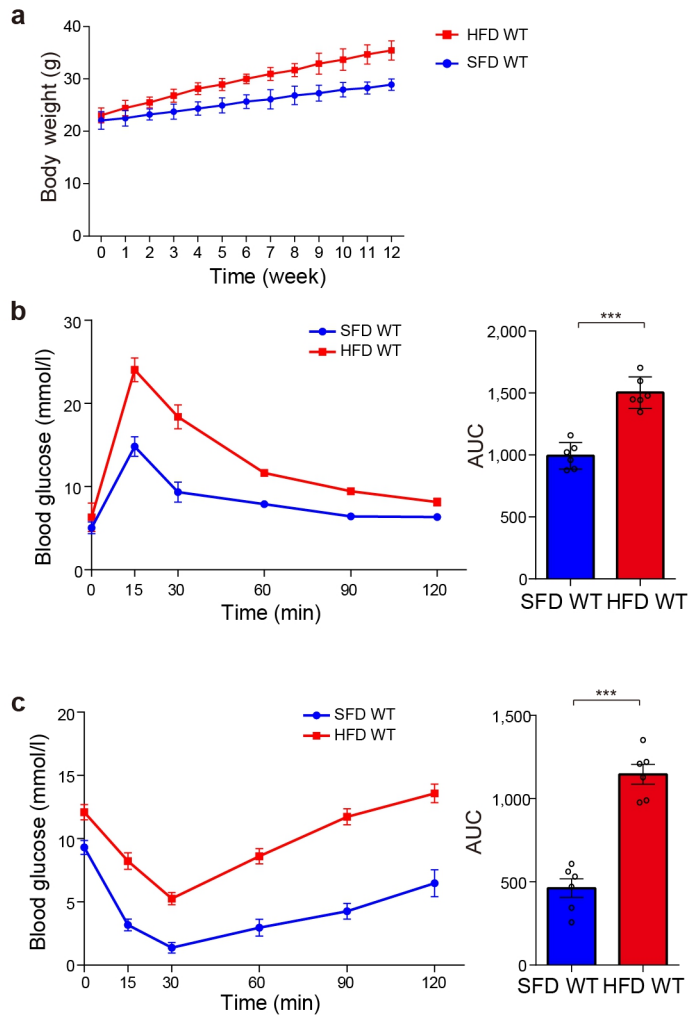 a
Body weight (g)
40
30
20
10
0
0 1 2 3 4 5 6 7 8 9 10 11 12
Time (week)
HFD WT
SFD WT
b
Blood glucose (mmol/l)
30
20
10
0
0 15 30 60 90 120
Time (min)
SFD WT
HFD WT
AUC
2,000
1,500
1,000
500
0
***
SFD WT HFD WT
c
Blood glucose (mmol/l)
20
15
10
5
0
0 15 30 60 90 120
Time (min)
SFD WT
HFD WT
AUC
1,500
1,000
500
0
***
SFD WT HFD WT